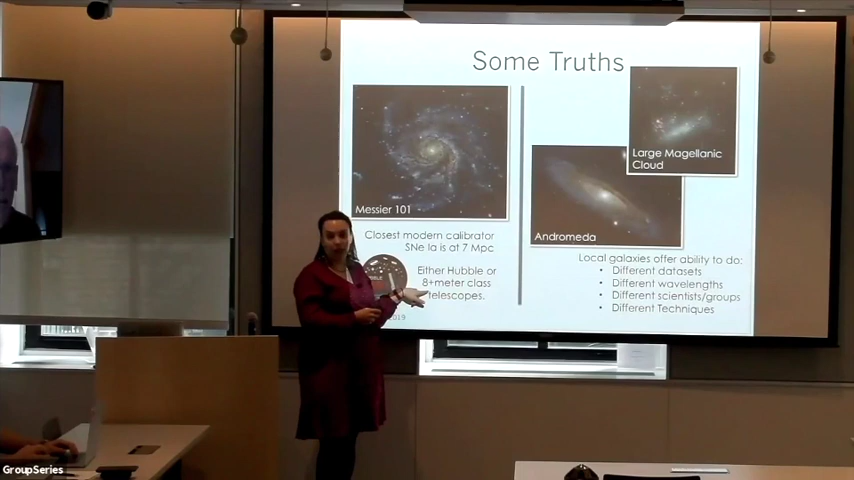 Some Truths
Messier 101
Closest modern calibrator
SNe Ia is at 7 Mpc
Either Hubble or
8+meter class
telescopes.
2019
Large Magellanic
Cloud
Andromeda
Local galaxies offer ability to do:
• Different datasets
• Different wavelengths
• Different scientists/groups
• Different Techniques
GroupSeries